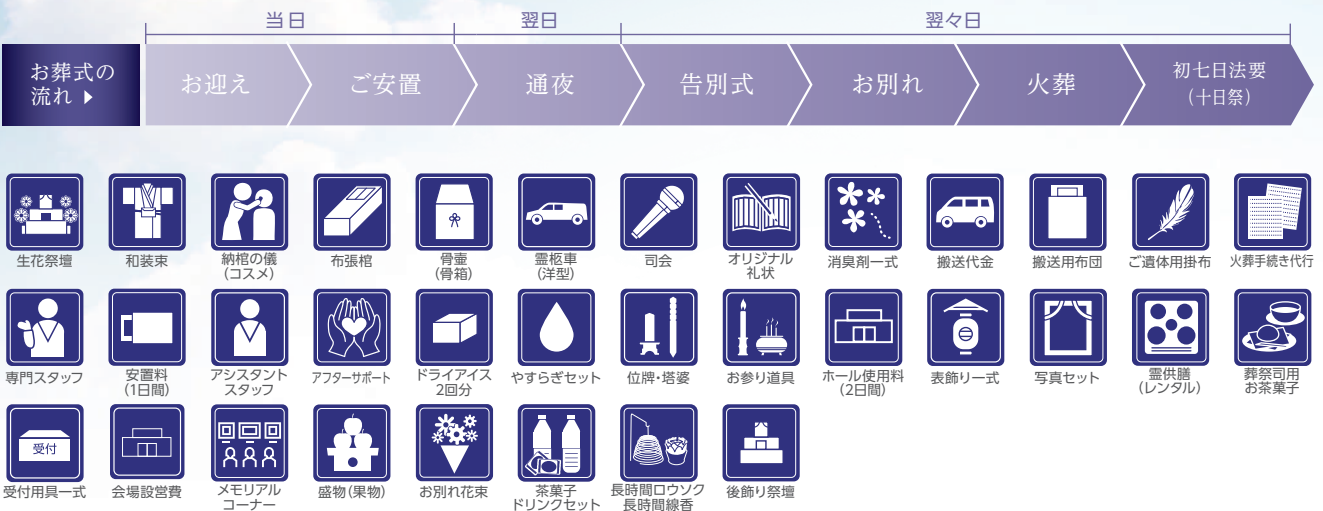 当日
翌日
翌々日
お葬式の
流れ ▶
お迎え
ご安置
通夜
告別式
お別れ
火葬
初七日法要
(十日祭)
生花祭壇
和装束
納棺の儀
(コスメ)
布張棺
骨壷
(骨箱)
霊柩車
(洋型)
司会
オリジナル
礼状
消臭剤一式
搬送代金
搬送用布団
ご遺体用掛布
火葬手続き代行
専門スタッフ
安置料
(1日間)
アシスタント
スタッフ
アフターサポート
ドライアイス
2回分
やすらぎセット
位牌・塔婆
お参り道具
ホール使用料
(2日間)
表飾り一式
写真セット
霊供膳
(レンタル)
葬祭司用
お茶菓子
受付
受付用具一式
会場設営費
メモリアル
コーナー
盛物(果物)
お別れ花束
茶菓子
ドリンクセット
長時間ロウソク
長時間線香
後飾り祭壇